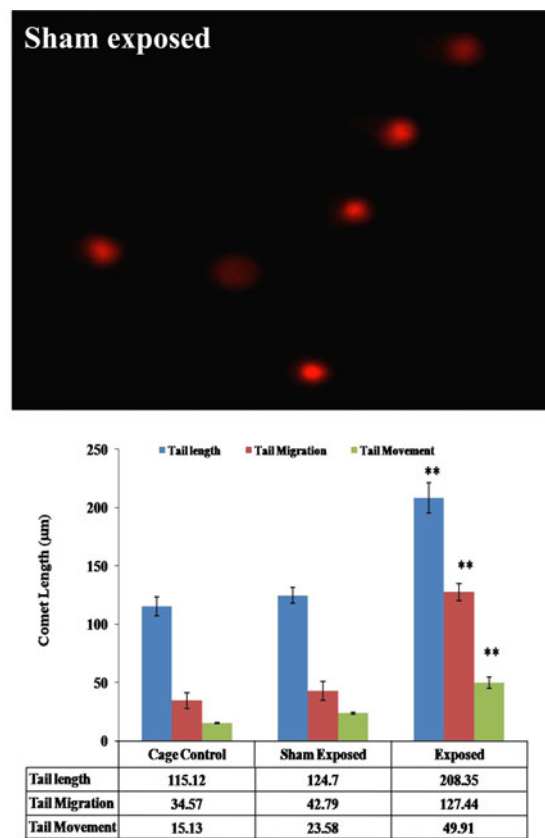 Sham exposed
250
200
150
100
50
0
Comet Length (µm)
Tail length Tail Migration Tail Movement
**
**
**
Cage Control Sham Exposed Exposed
Tail length 115.12 124.7 208.35
Tail Migration 34.57 42.79 127.44
Tail Movement 15.13 23.58 49.91